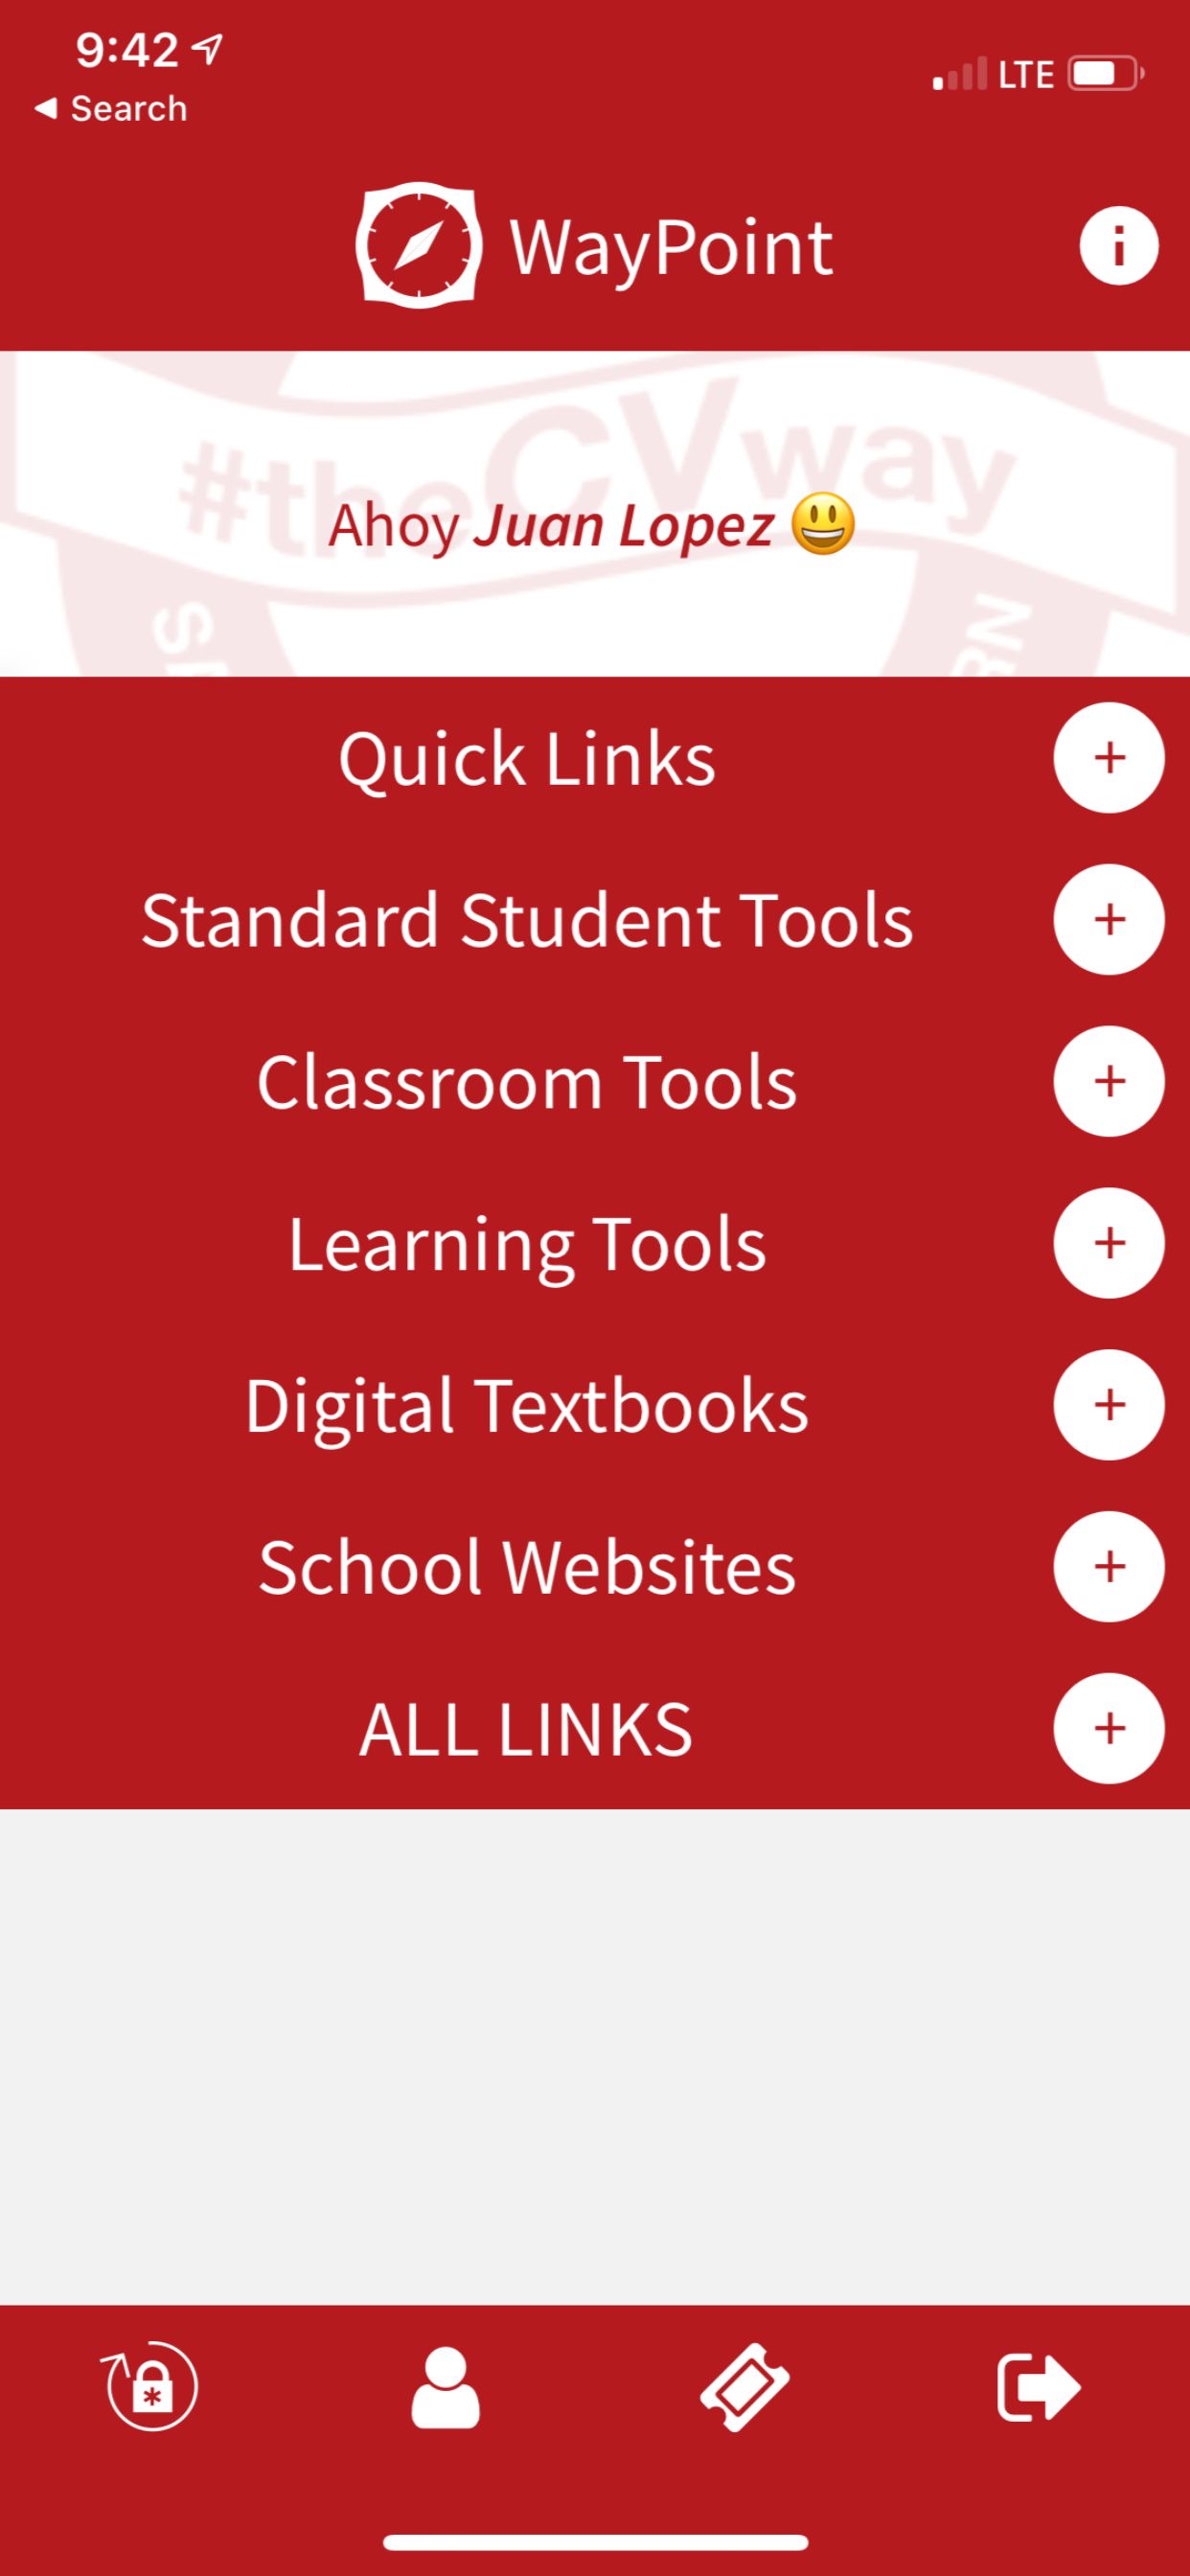 9:42
LTE
Search
WayPoint
i
#theCVway
Ahoy Juan Lopez 😃
Quick Links
+
Standard Student Tools
+
Classroom Tools
+
Learning Tools
+
Digital Textbooks
+
School Websites
+
ALL LINKS
+